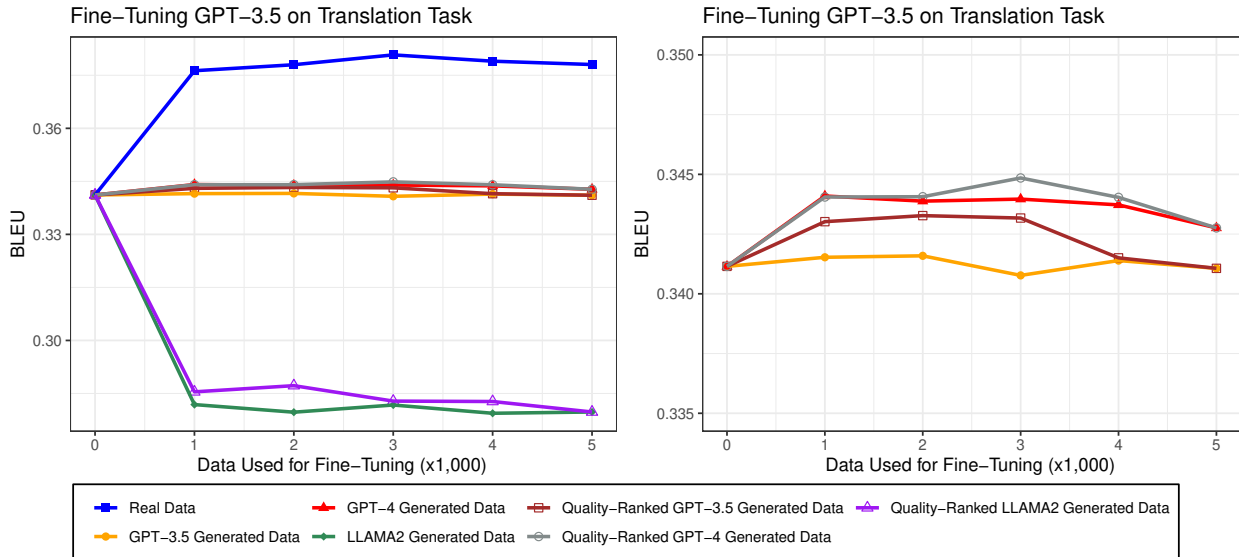 Fine−Tuning GPT−3.5 on Translation Task
BLEU
0.36
0.33
0.30
0 1 2 3 4 5
Data Used for Fine−Tuning (x1,000)
Fine−Tuning GPT−3.5 on Translation Task
BLEU
0.350
0.345
0.340
0.335
0 1 2 3 4 5
Data Used for Fine−Tuning (x1,000)
Real Data GPT−4 Generated Data Quality−Ranked GPT−3.5 Generated Data Quality−Ranked LLAMA2 Generated Data
GPT−3.5 Generated Data LLAMA2 Generated Data Quality−Ranked GPT−4 Generated Data